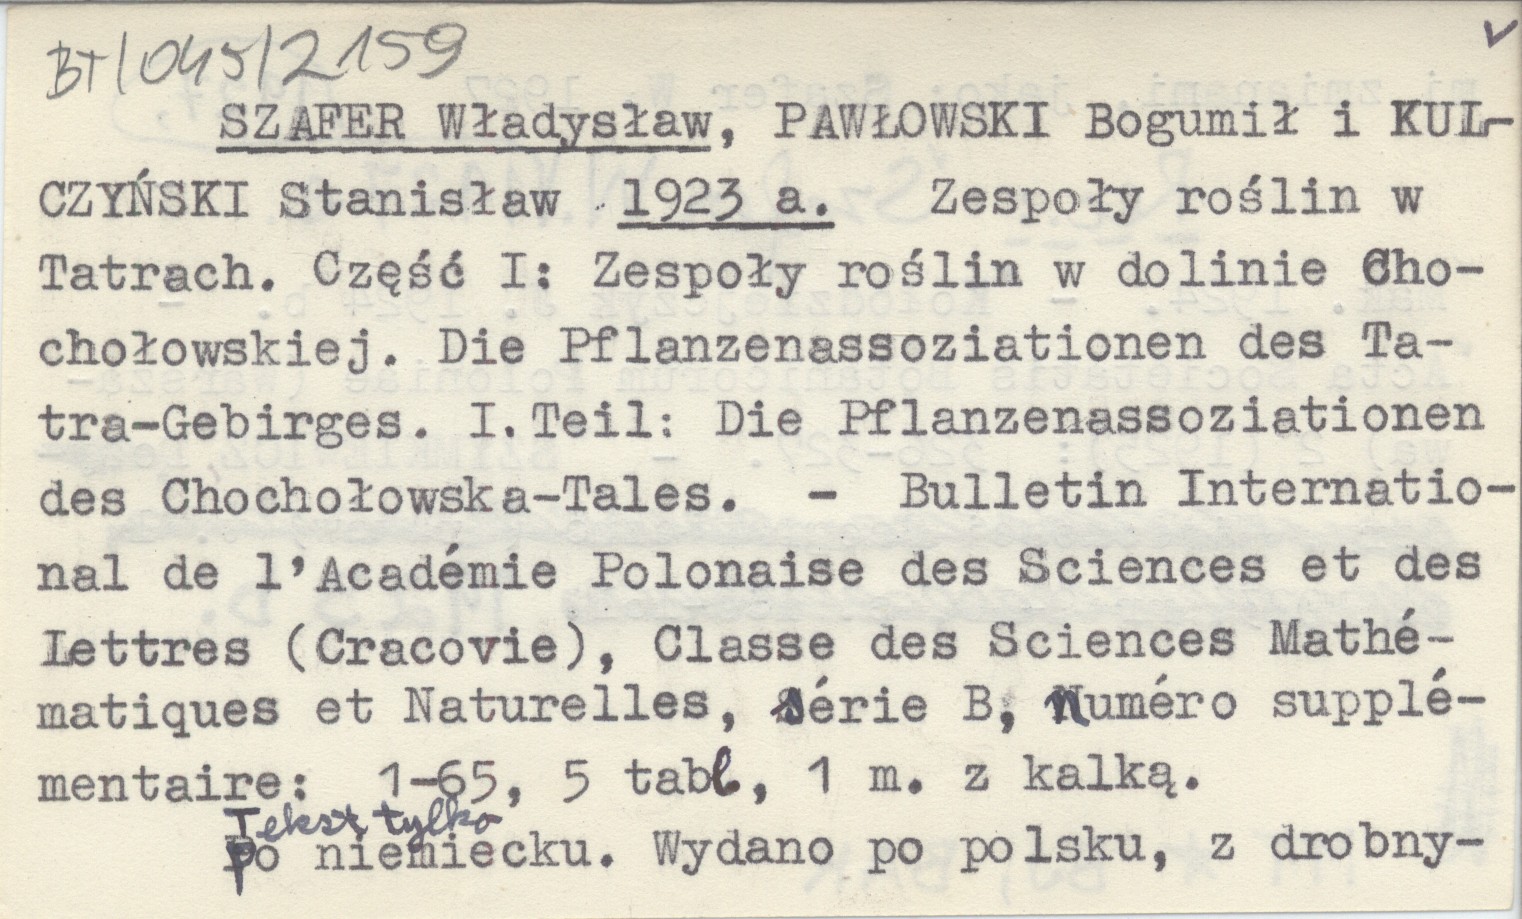 BT/045/2159
SZAFER Władysław, PAWŁOWSKI Bogumił i KUL-
CZYŃSKI Stanisław 1923 a. Zespoły roślin w
Tatrach. Część I: Zespoły roślin w dolinie Cho-
chołowskiej. Die Pflanzenassoziationen des Ta-
tra-Gebirges. I.Teil: Die Pflanzenassoziationen
des Chochołowska-Tales. - Bulletin Internatio-
nal de l'Académie Polonaise des Sciences et des
Lettres (Cracovie), Classe des Sciences Mathé-
matiques et Naturelles, série B, numéro supplé-
mentaire: 1-65, 5 tabl, 1 m. z kalką.
Tekst tylko
po niemiecku. Wydano po polsku, z drobny-